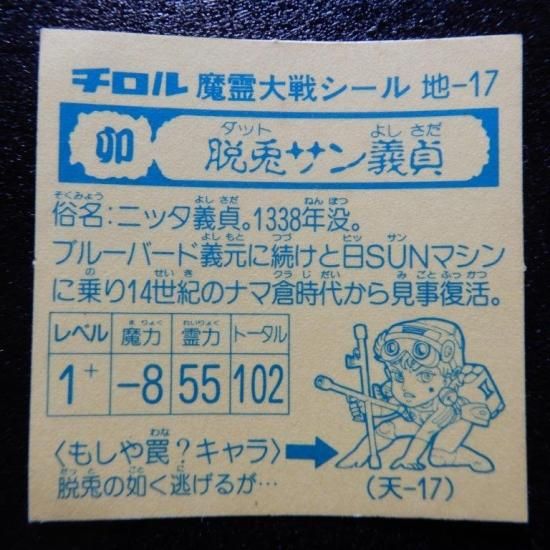 チロル 魔霊大戦シール 地-17
卯 脱兎サン義貞
ダット よしさだ
そくみょう よしさだ ねんぼつ
俗名:ニッタ義貞。1338年没。
よしもと つづ ヒッ サン
ブルーバード義元に続けと日SUNマシン
の せいき クラじだい みごとふっかつ
に乗り14世紀のナマ倉時代から見事復活。
レベル 魔力 霊力 トータル
まりょく れいりょく
1+ -8 55 102
わな
〈もしや罠?キャラ〉
だっと ごと に
脱兎の如く逃げるが…
(天-17)